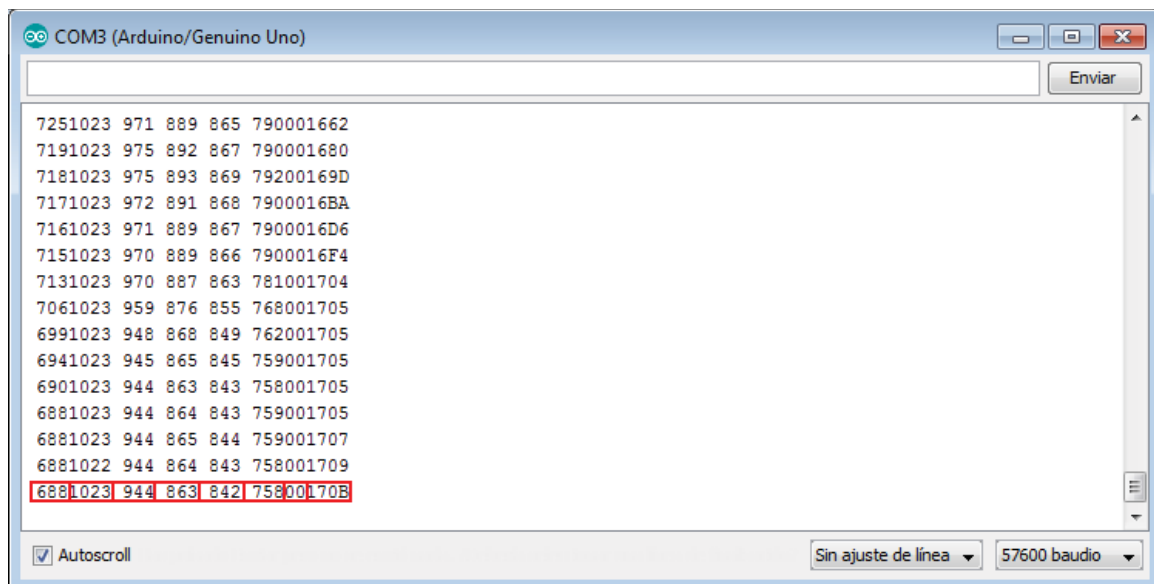 COM3 (Arduino/Genuino Uno)
Enviar
7251023 971 889 865 790001662
7191023 975 892 867 790001680
7181023 975 893 869 79200169D
7171023 972 891 868 7900016BA
7161023 971 889 867 7900016D6
7151023 970 889 866 7900016F4
7131023 970 887 863 781001704
7061023 959 876 855 768001705
6991023 948 868 849 762001705
6941023 945 865 845 759001705
6901023 944 863 843 758001705
6881023 944 864 843 759001705
6881023 944 865 844 759001707
6881022 944 864 843 758001709
6881023 944 863 842 75800170B
Autoscroll Sin ajuste de línea 57600 baudio